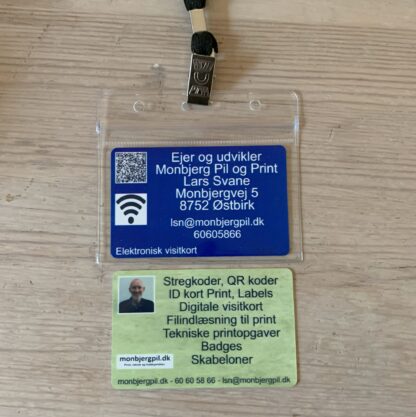 Ejer og udvikler
Monbjerg Pil og Print
Lars Svane
Monbjergvej 5
8752 Østbirk
lsn@monbjergpil.dk
60605866
Elektronisk visitkort
Stregkoder, QR koder
ID kort Print, Labels
Digitale visitkort
Filindlæsning til print
Tekniske printopgaver
Badges
Skabeloner
monbjergpil.dk
monbjergpil.dk - 60 60 58 66 - lsn@monbjergpil.dk